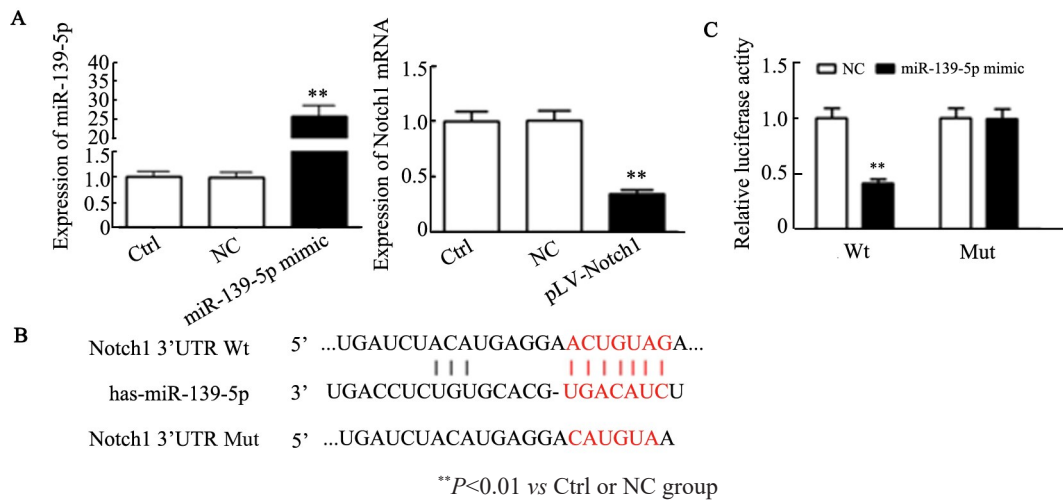 A
Expression of miR-139-5p
40
35
30
25
20
1.5
1.0
0.5
0
**
Ctrl
NC
miR-139-5p mimic
Expression of Notch1 mRNA
1.5
1.0
0.5
0
**
Ctrl
NC
pLV-Notch1
C
Relative luciferase actity
1.5
1.0
0.5
0
NC
miR-139-5p mimic
**
Wt
Mut
B
Notch1 3’UTR Wt 5’ ...UGAUCUACAUGAGGAACUGUAGA...
has-miR-139-5p 3’ UGACCUCUGUGCACG-UGACAUCU
Notch1 3’UTR Mut 5’ ...UGAUCUACAUGAGGACAUGUAA
**P<0.01 vs Ctrl or NC group